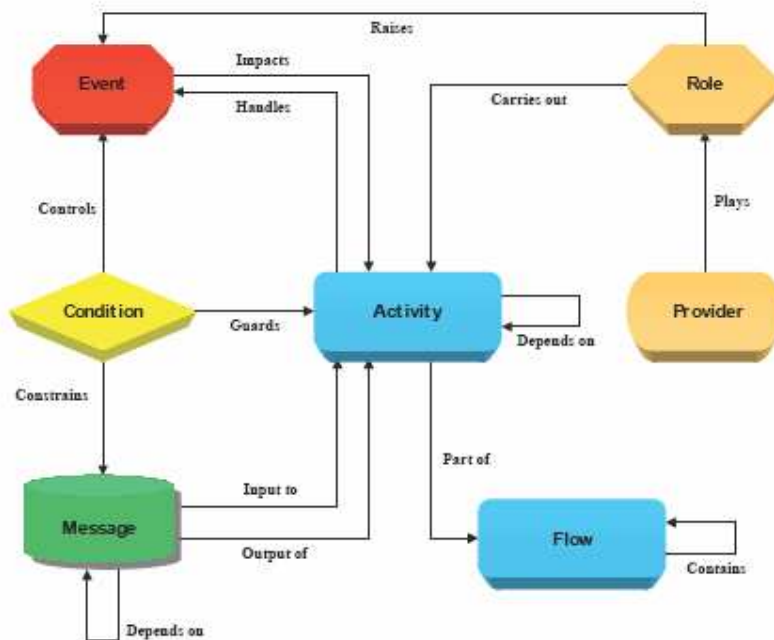 Raises
Event
Impacts
Handles
Carries out
Role
Controls
Plays
Condition
Guards
Activity
Depends on
Provider
Constrains
Message
Input to
Output of
Part of
Flow
Contains
Depends on